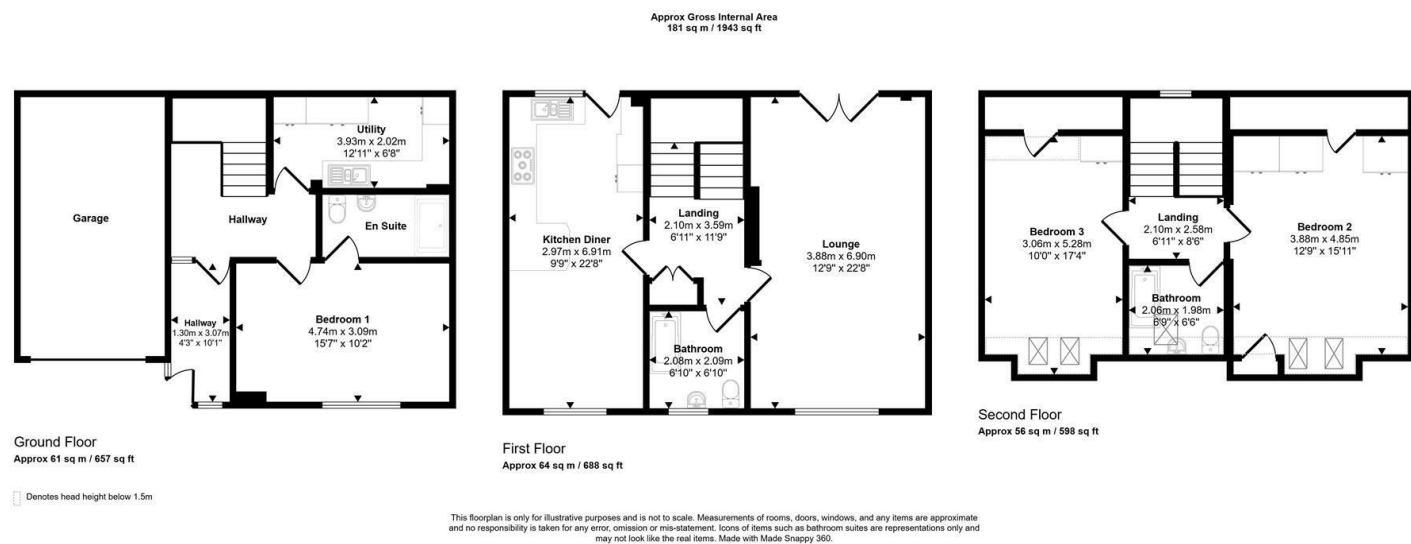 Approx Gross Internal Area
181 sq m / 1943 sq ft
Garage
Hallway
Utility
3.93m x 2.02m
12'11" x 6'8"
En Suite
Hallway
1.30m x 3.07m
4'3" x 10'1"
Bedroom 1
4.74m x 3.09m
15'7" x 10'2"
Ground Floor
Approx 61 sq m / 657 sq ft
Denotes head height below 1.5m
Kitchen Diner
2.97m x 6.91m
9'9" x 22'8"
Landing
2.10m x 3.59m
6'11" x 11'9"
Lounge
3.88m x 6.90m
12'9" x 22'8"
Bathroom
2.08m x 2.09m
6'10" x 6'10"
First Floor
Approx 64 sq m / 688 sq ft
Bedroom 3
3.06m x 5.28m
10'0" x 17'4"
Landing
2.10m x 2.58m
6'11" x 8'6"
Bedroom 2
3.88m x 4.85m
12'9" x 15'11"
Bathroom
2.06m x 1.98m
6'9" x 6'6"
Second Floor
Approx 56 sq m / 598 sq ft
This floorplan is only for illustrative purposes and is not to scale. Measurements of rooms, doors, windows, and any items are approximate
and no responsibility is taken for any error, omission or mis-statement. Icons of items such as bathroom suites are representations only and
may not look like the real items. Made with Made Snappy 360.